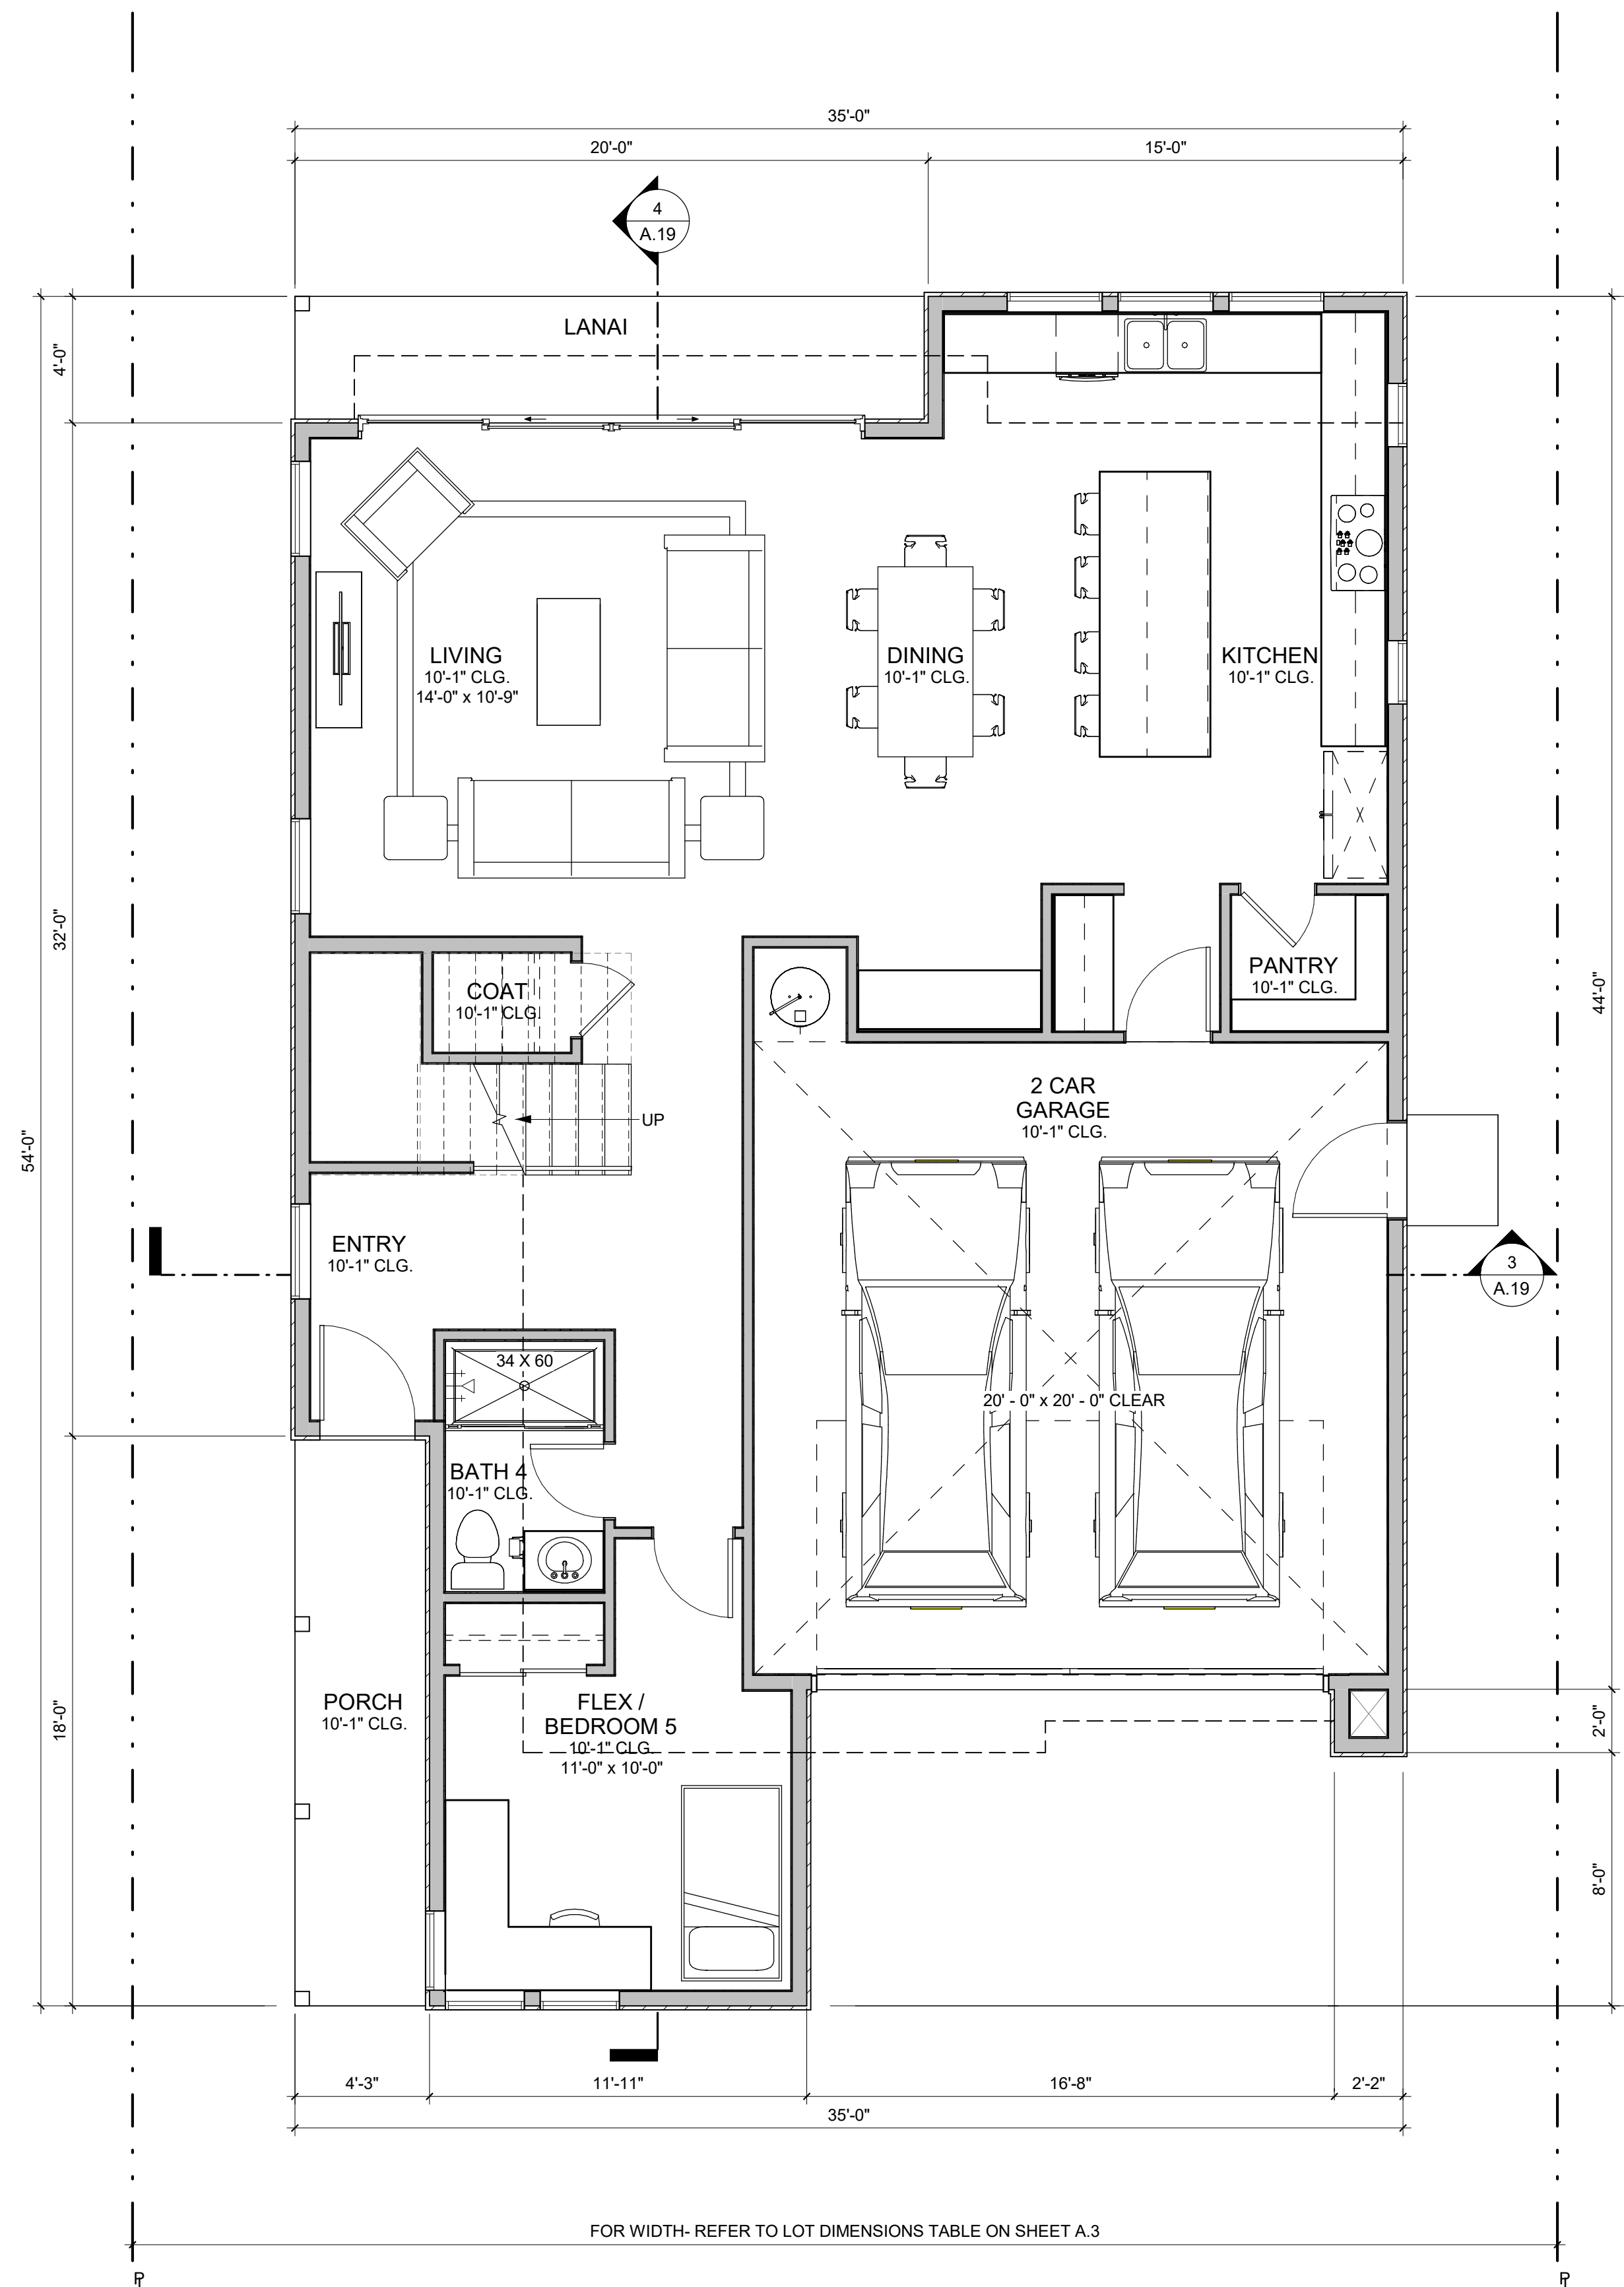 35'-0"
20'-0"
15'-0"
4
A.19
LANAI
4'-0"
LIVING
10'-1" CLG.
14'-0" x 10'-9"
DINING
10'-1" CLG.
KITCHEN
10'-1" CLG.
32'-0"
54'-0"
44'-0"
COAT
10'-1" CLG.
PANTRY
10'-1" CLG.
UP
2 CAR
GARAGE
10'-1" CLG.
ENTRY
10'-1" CLG.
3
A.19
34 X 60
20' - 0" x 20' - 0" CLEAR
BATH 4
10'-1" CLG.
PORCH
10'-1" CLG.
FLEX /
BEDROOM 5
10'-1" CLG.
11'-0" x 10'-0"
18'-0"
2'-0"
8'-0"
4'-3"
11'-11"
16'-8"
2'-2"
35'-0"
FOR WIDTH- REFER TO LOT DIMENSIONS TABLE ON SHEET A.3